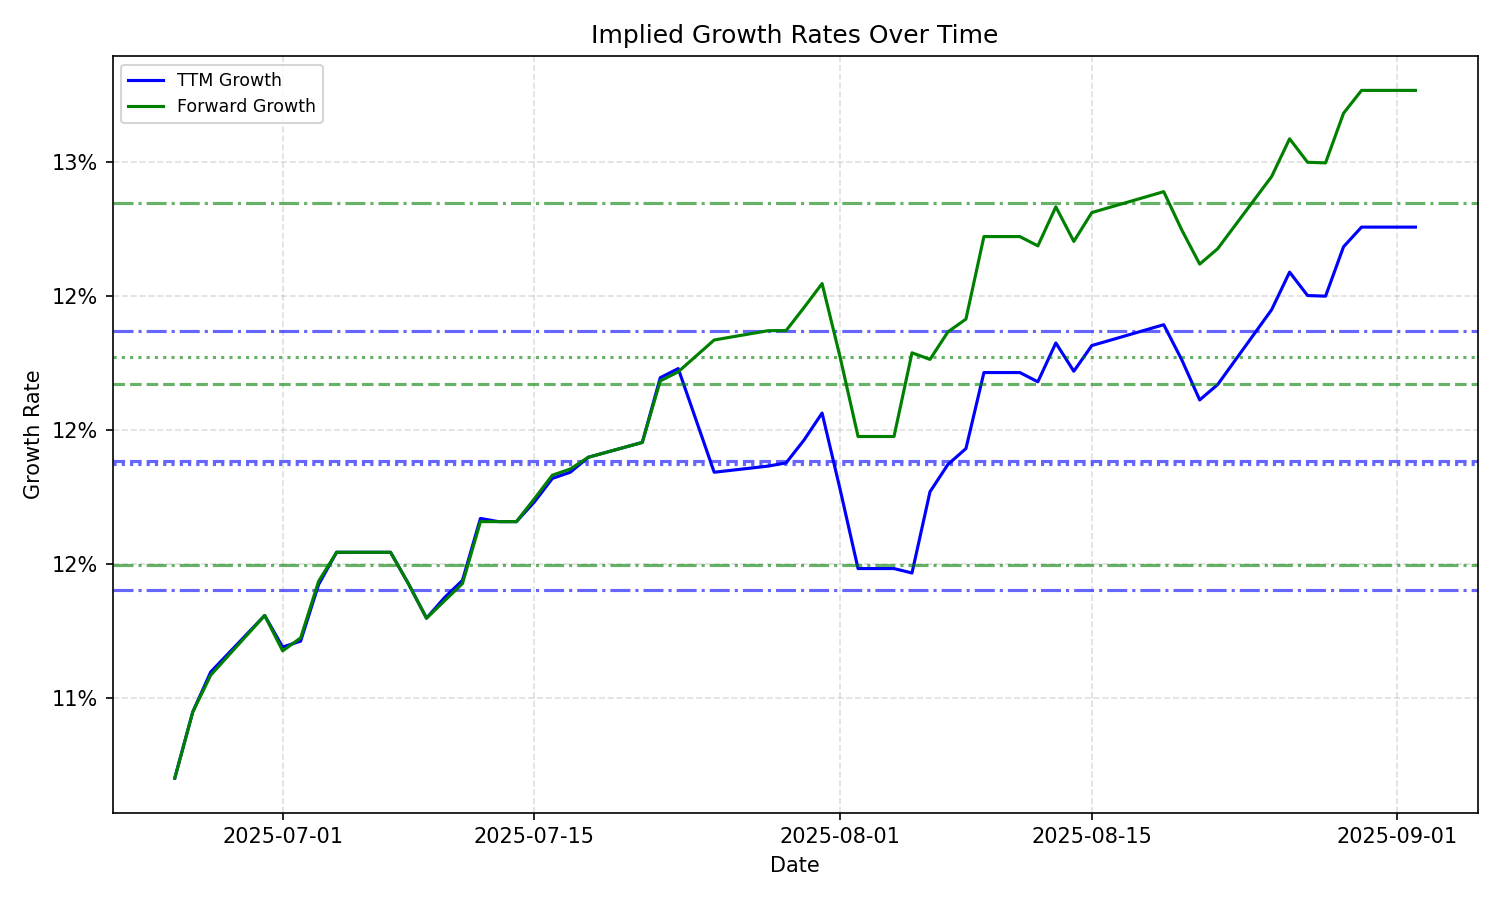 Implied Growth Rates Over Time
TTM Growth
Forward Growth
13%
12%
12%
12%
11%
Growth Rate
2025-07-01
2025-07-15
2025-08-01
2025-08-15
2025-09-01
Date